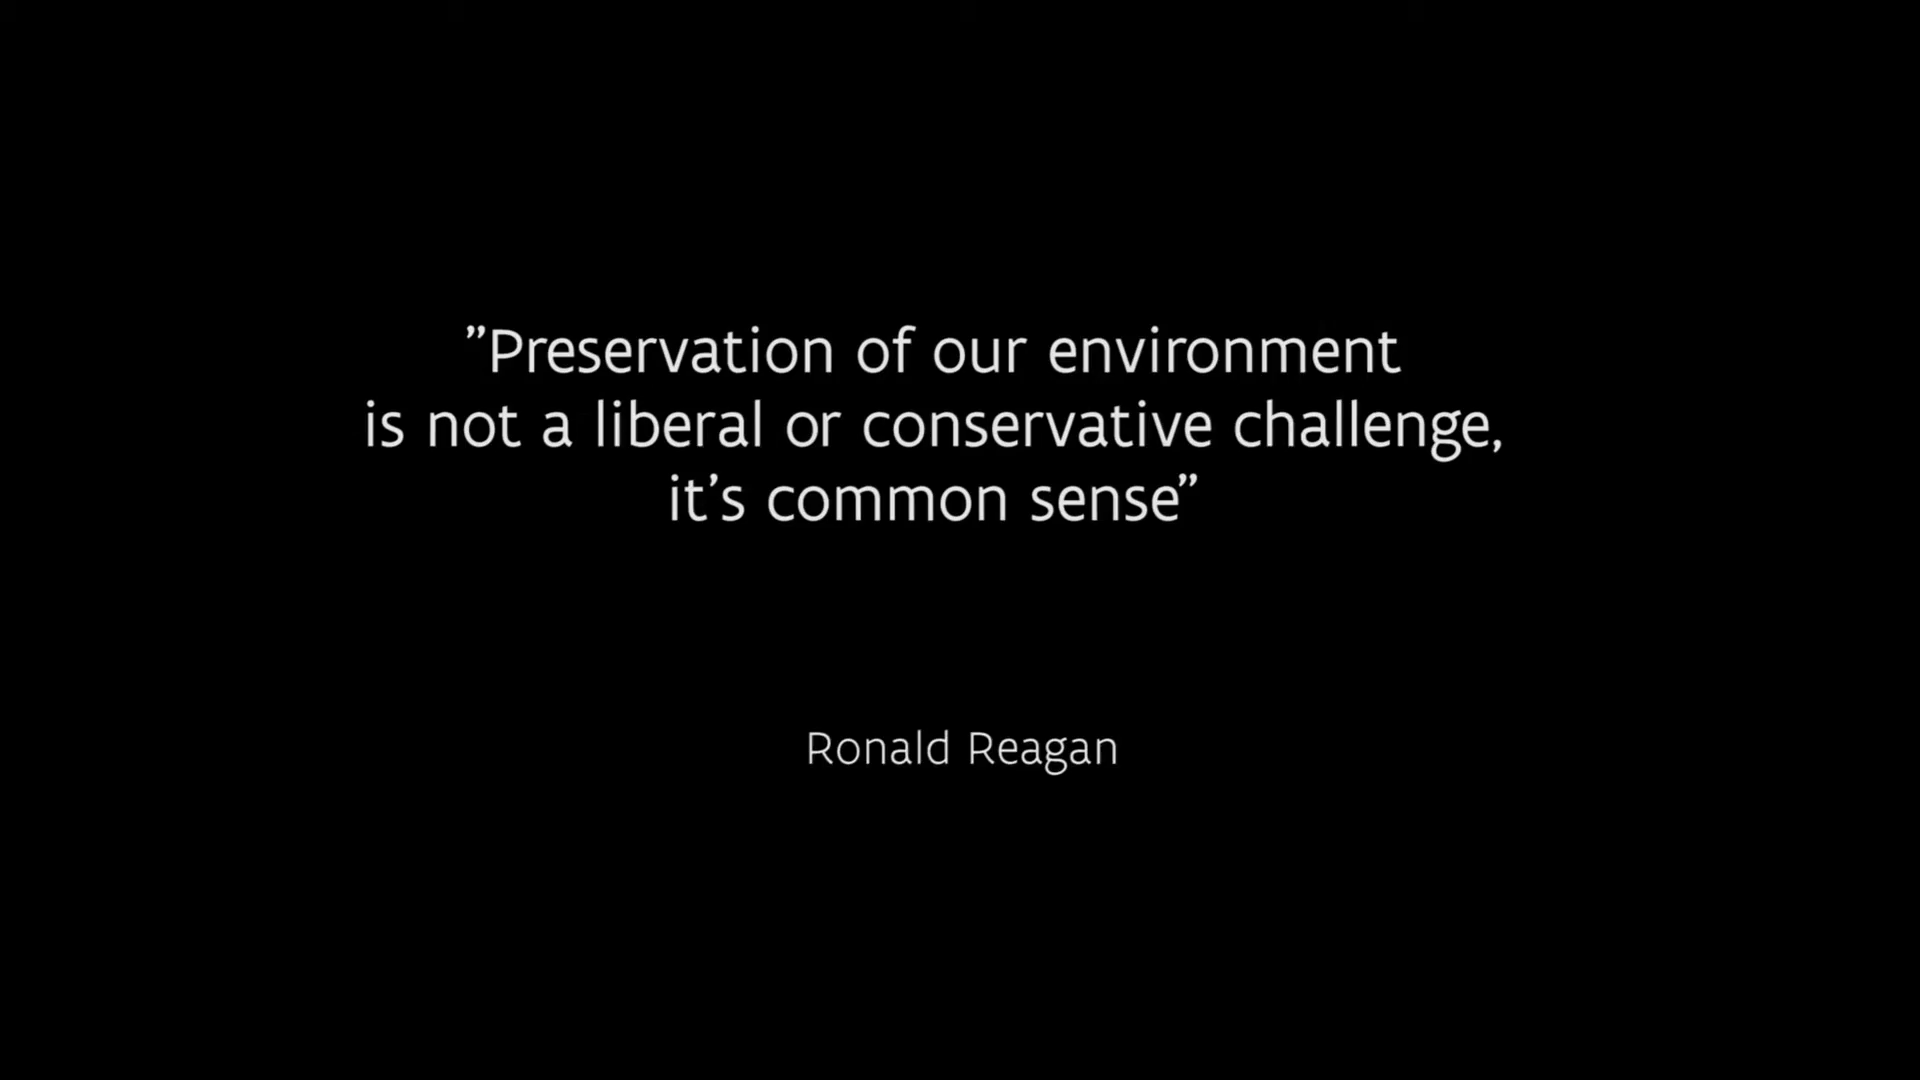 ”Preservation of our environment
is not a liberal or conservative challenge,
it’s common sense”
Ronald Reagan